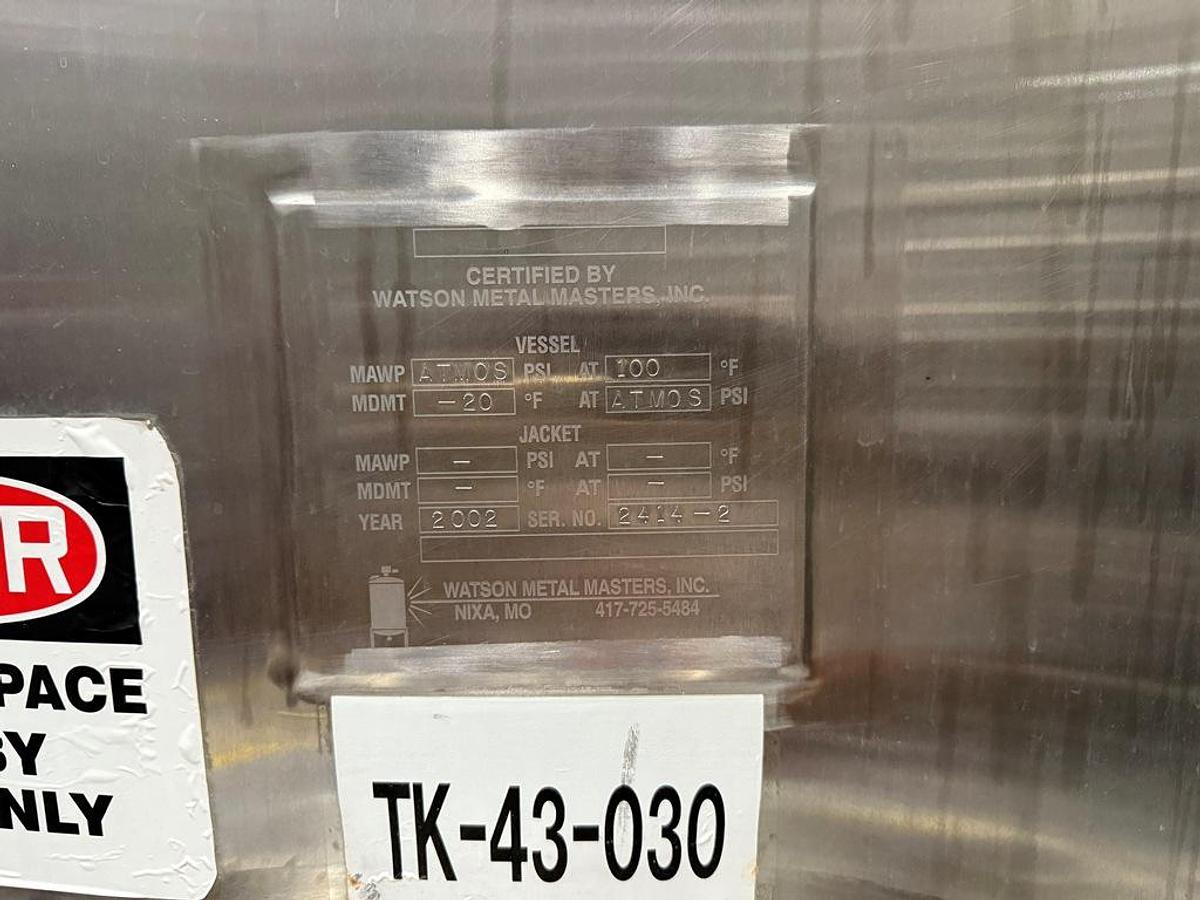 CERTIFIED BY
WATSON METAL MASTERS, INC.
VESSEL
MAWP ATMOS PSI AT 100 °F
MDMT -20 °F AT ATMOS PSI
JACKET
MAWP - PSI AT - °F
MDMT - °F AT - PSI
YEAR 2002 SER. NO. 2414-2
WATSON METAL MASTERS, INC.
NIXA, MO 417-725-5484
R
PACE
BY
NLY
TK-43-030